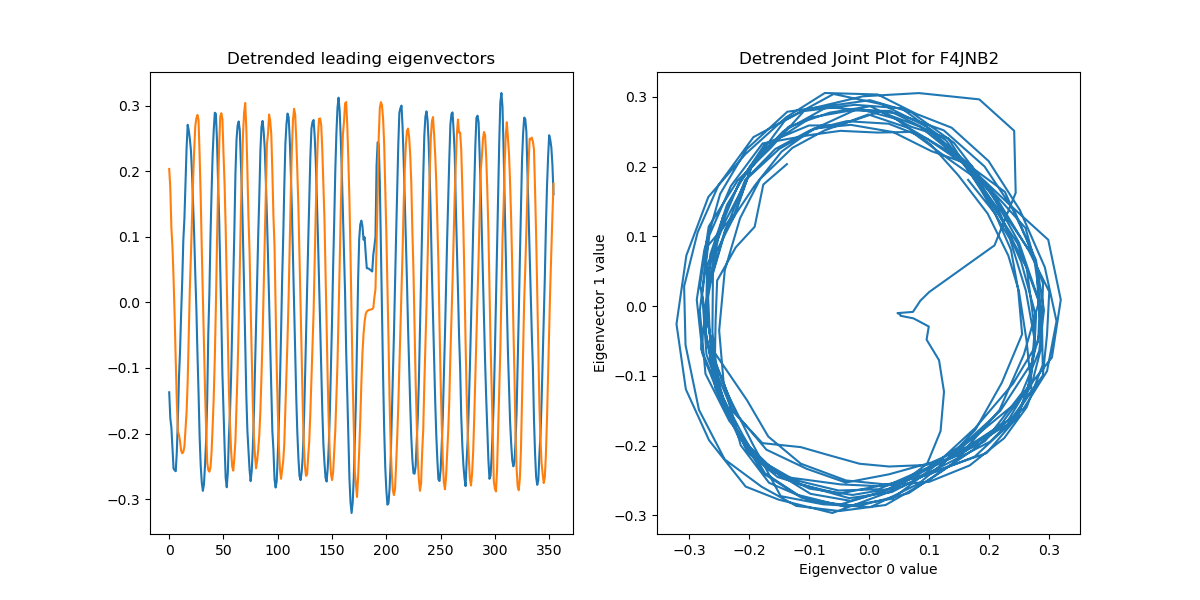 Detrended leading eigenvectors
0.3
0.2
0.1
0.0
−0.1
−0.2
−0.3
0 50 100 150 200 250 300 350
Detrended Joint Plot for F4JNB2
Eigenvector 1 value
0.3
0.2
0.1
0.0
−0.1
−0.2
−0.3
−0.3 −0.2 −0.1 0.0 0.1 0.2 0.3
Eigenvector 0 value